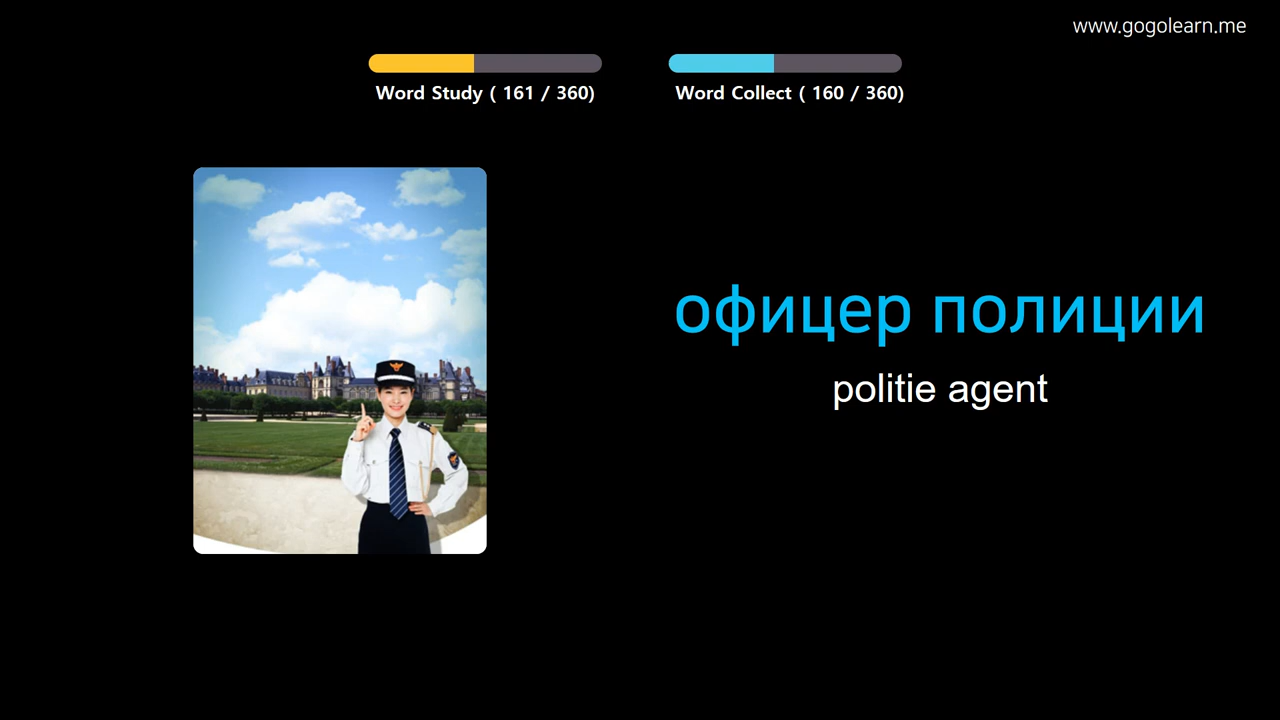 www.gogolearn.me
Word Study ( 161 / 360)
Word Collect ( 160 / 360)
офицер полиции
politie agent